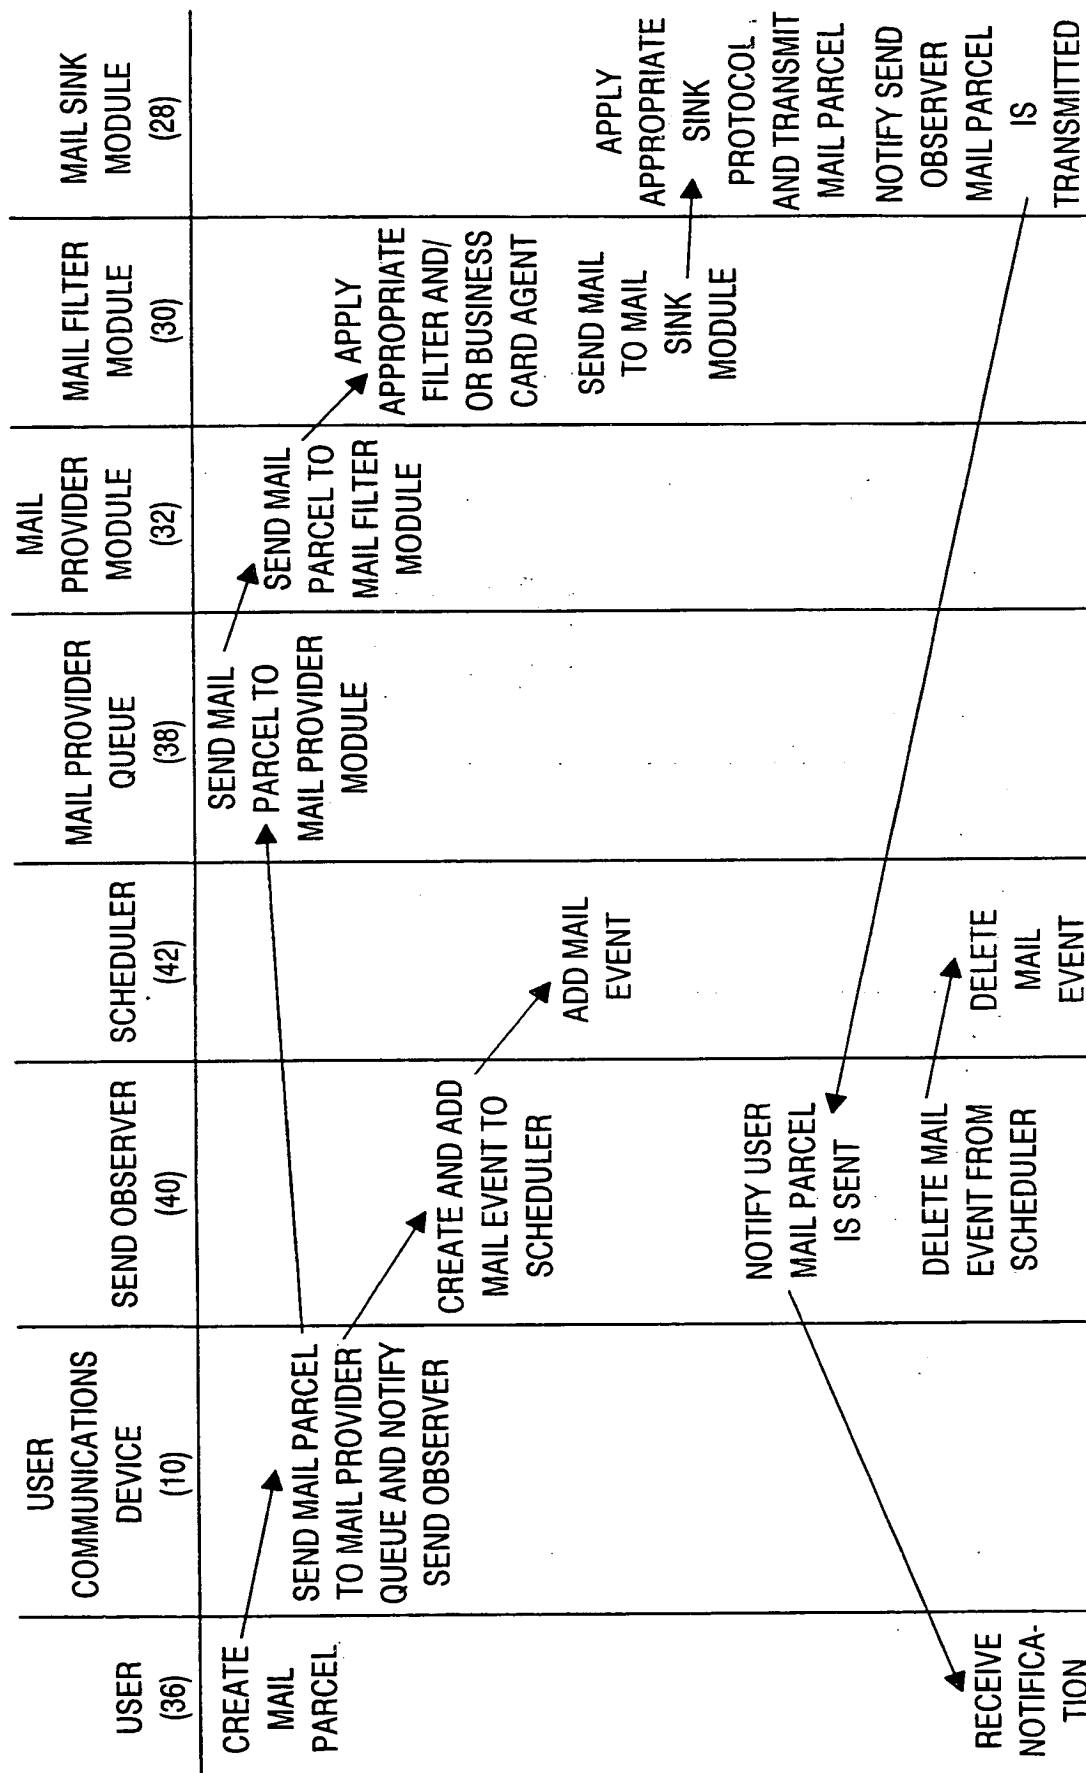 USER
(36)
USER
COMMUNICATIONS
DEVICE
(10)
SEND OBSERVER
(40)
SCHEDULER
(42)
MAIL PROVIDER
QUEUE
(38)
MAIL
PROVIDER
MODULE
(32)
MAIL FILTER
MODULE
(30)
MAIL SINK
MODULE
(28)
CREATE
MAIL
PARCEL
RECEIVE
NOTIFICA-
TION
SEND MAIL PARCEL
TO MAIL PROVIDER
QUEUE AND NOTIFY
SEND OBSERVER
CREATE AND ADD
MAIL EVENT TO
SCHEDULER
NOTIFY USER
MAIL PARCEL
IS SENT
DELETE MAIL
EVENT FROM
SCHEDULER
ADD MAIL
EVENT
DELETE
MAIL
EVENT
SEND MAIL
PARCEL TO
MAIL PROVIDER
MODULE
SEND MAIL
PARCEL TO
MAIL FILTER
MODULE
APPLY
APPROPRIATE
FILTER AND/
OR BUSINESS
CARD AGENT
SEND MAIL
TO MAIL
SINK
MODULE
APPLY
APPROPRIATE
SINK
PROTOCOL
AND TRANSMIT
MAIL PARCEL
NOTIFY SEND
OBSERVER
MAIL PARCEL
IS
TRANSMITTED